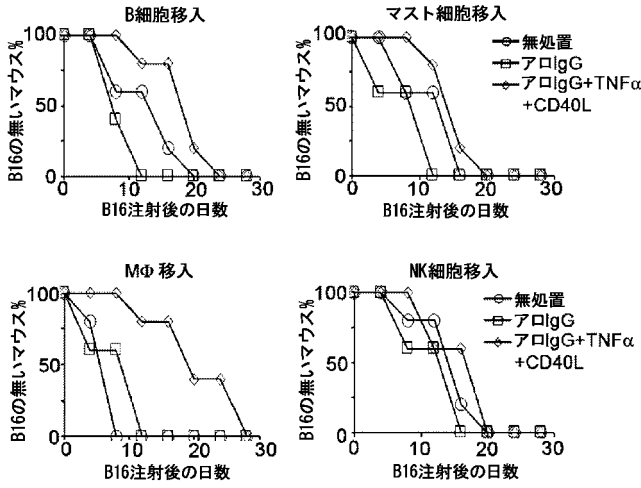 B細胞移入
B16の無いマウス%
100
50
0
0 10 20 30
B16注射後の日数
マスト細胞移入
B16の無いマウス%
100
50
0
0 10 20 30
B16注射後の日数
無処置
アロIgG
アロIgG+TNFα
+CD40L
MΦ 移入
B16の無いマウス%
100
50
0
0 10 20 30
B16注射後の日数
NK細胞移入
B16の無いマウス%
100
50
0
0 10 20 30
B16注射後の日数
無処置
アロIgG
アロIgG+TNFα
+CD40L